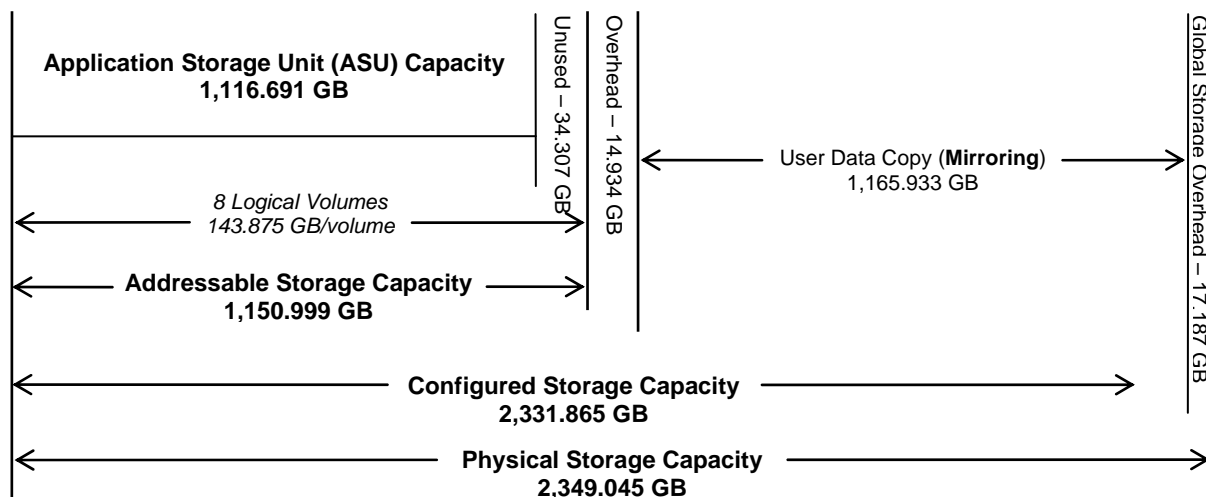 Application Storage Unit (ASU) Capacity
1,116.691 GB
Unused – 34.307 GB
Overhead – 14.934 GB
User Data Copy (Mirroring)
1,165.933 GB
Global Storage Overhead – 17.187 GB
8 Logical Volumes
143.875 GB/volume
Addressable Storage Capacity
1,150.999 GB
Configured Storage Capacity
2,331.865 GB
Physical Storage Capacity
2,349.045 GB